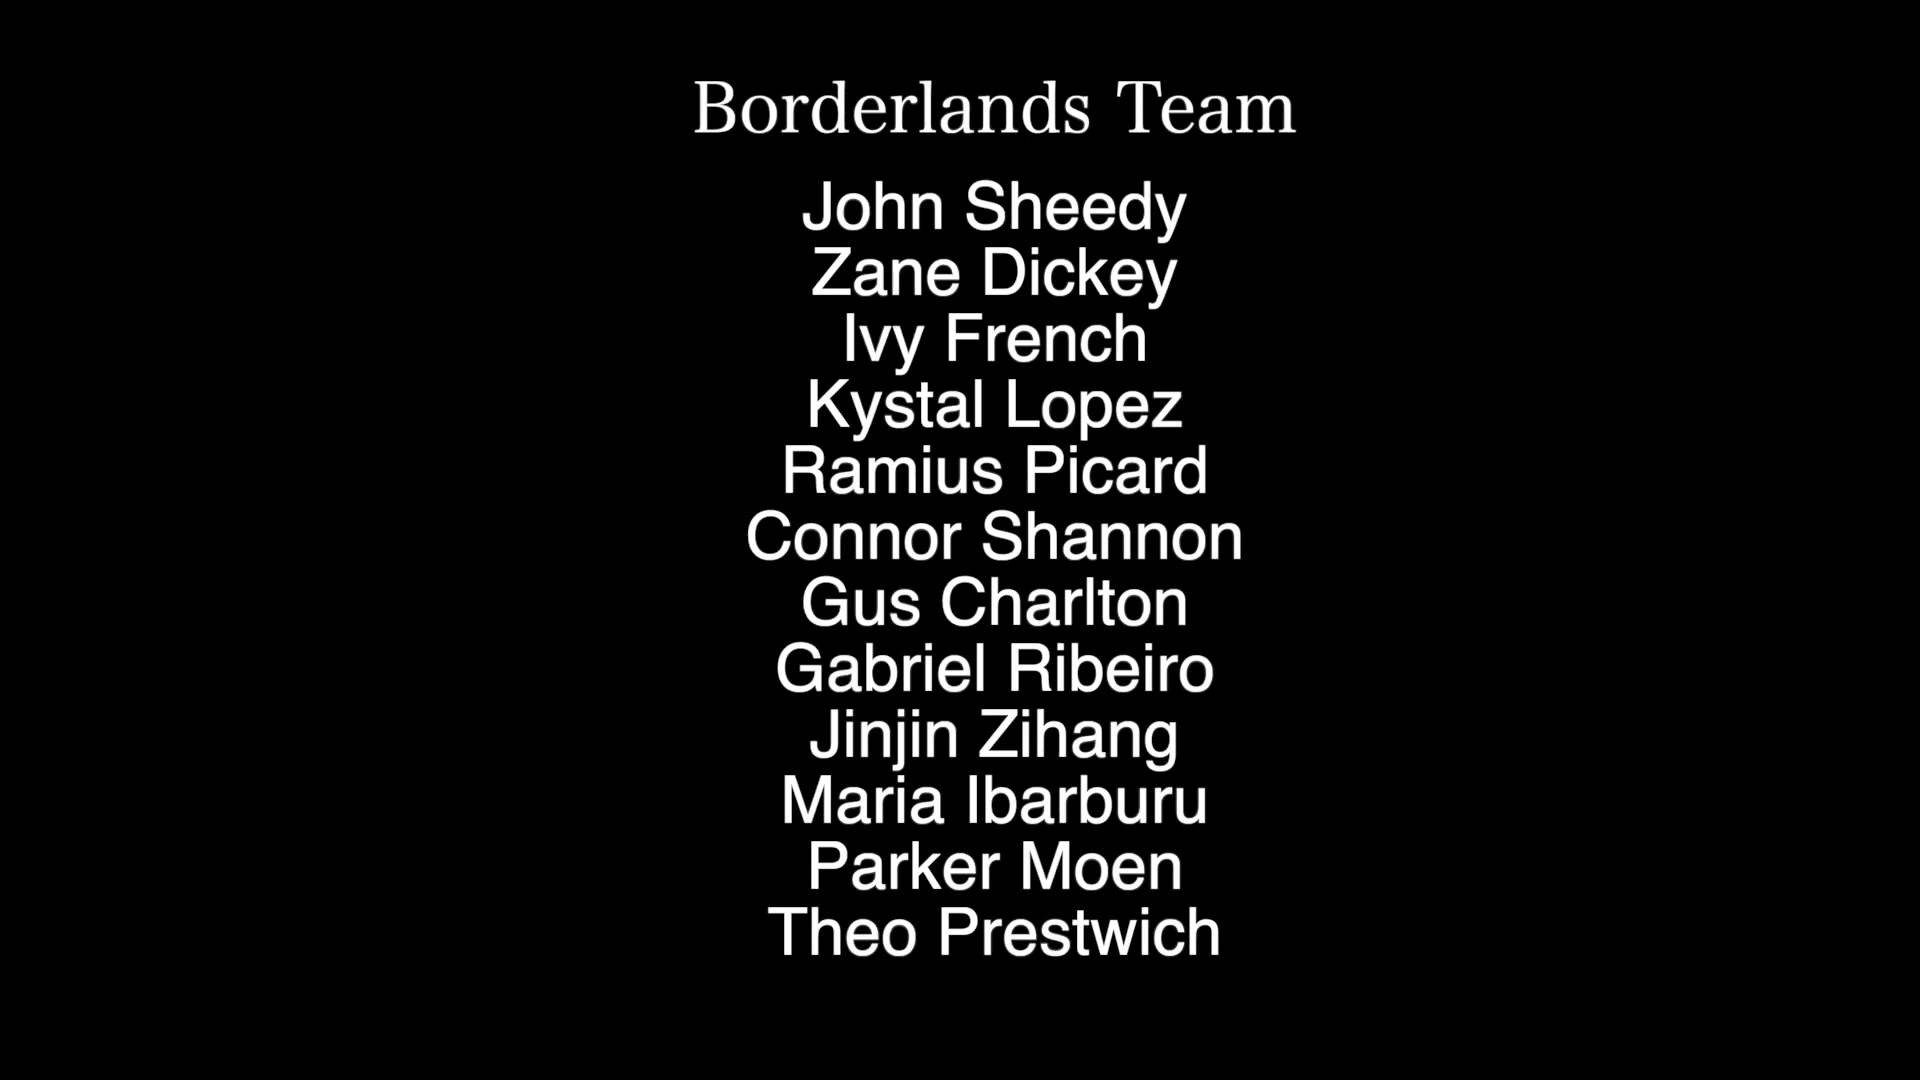 Borderlands Team
John Sheedy
Zane Dickey
Ivy French
Kystal Lopez
Ramius Picard
Connor Shannon
Gus Charlton
Gabriel Ribeiro
Jinjin Zihang
Maria Ibarburu
Parker Moen
Theo Prestwich